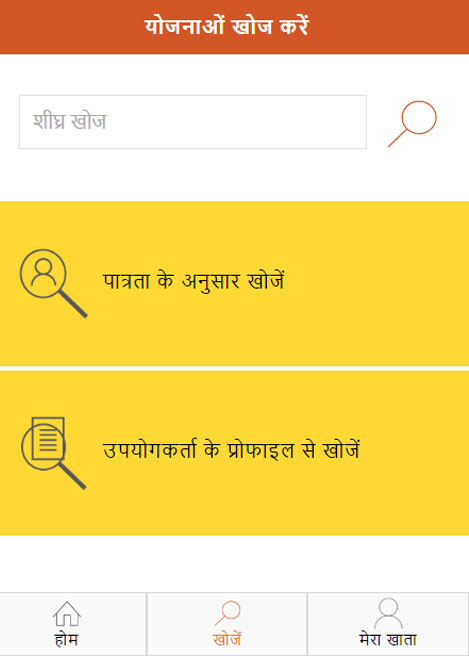 योजनाओं खोज करें
शीघ्र खोज
पात्रता के अनुसार खोजें
उपयोगकर्ता के प्रोफाइल से खोजें
होम
खोजें
मेरा खाता